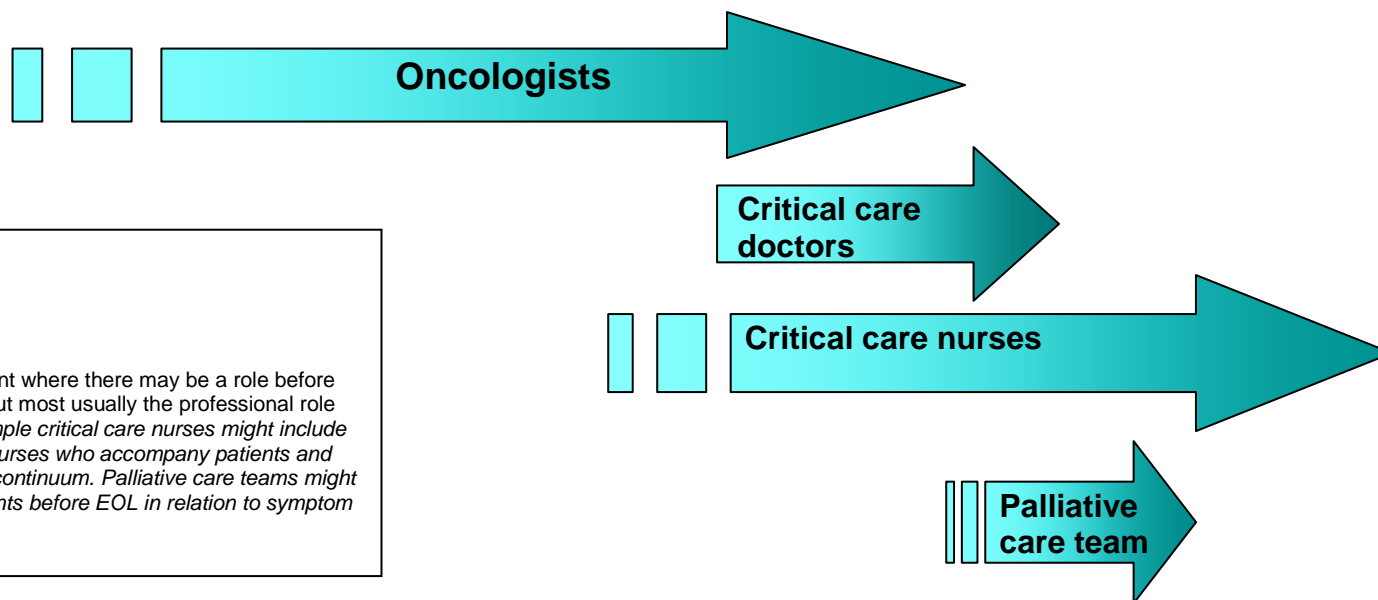 Oncologists
Critical care
doctors
Critical care nurses
nt where there may be a role before
ut most usually the professional role
nple critical care nurses might include
urses who accompany patients and
continuum. Palliative care teams might
nts before EOL in relation to symptom
Palliative
care team